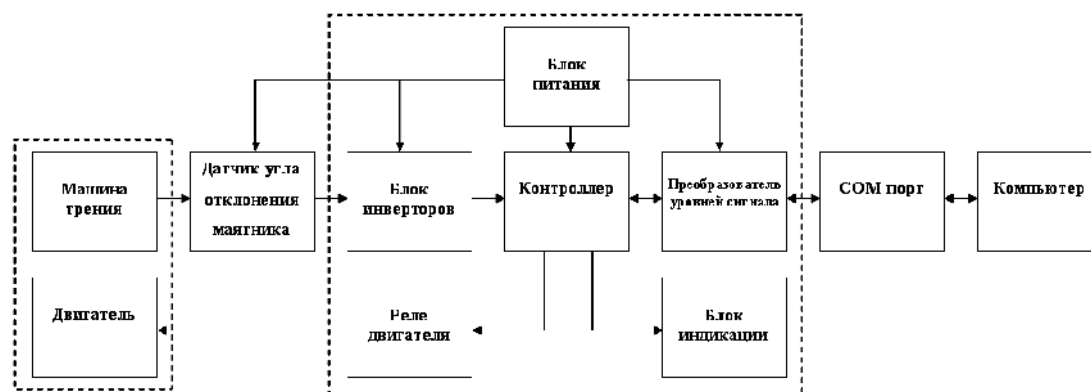 Блок
питания
Машина
трения
Датчик угла
отклонения
маятника
Блок
инверторов
Контроллер
Преобразователь
уровней сигнала
COM порт
Компьютер
Двигатель
Реле
двигателя
Блок
индикации